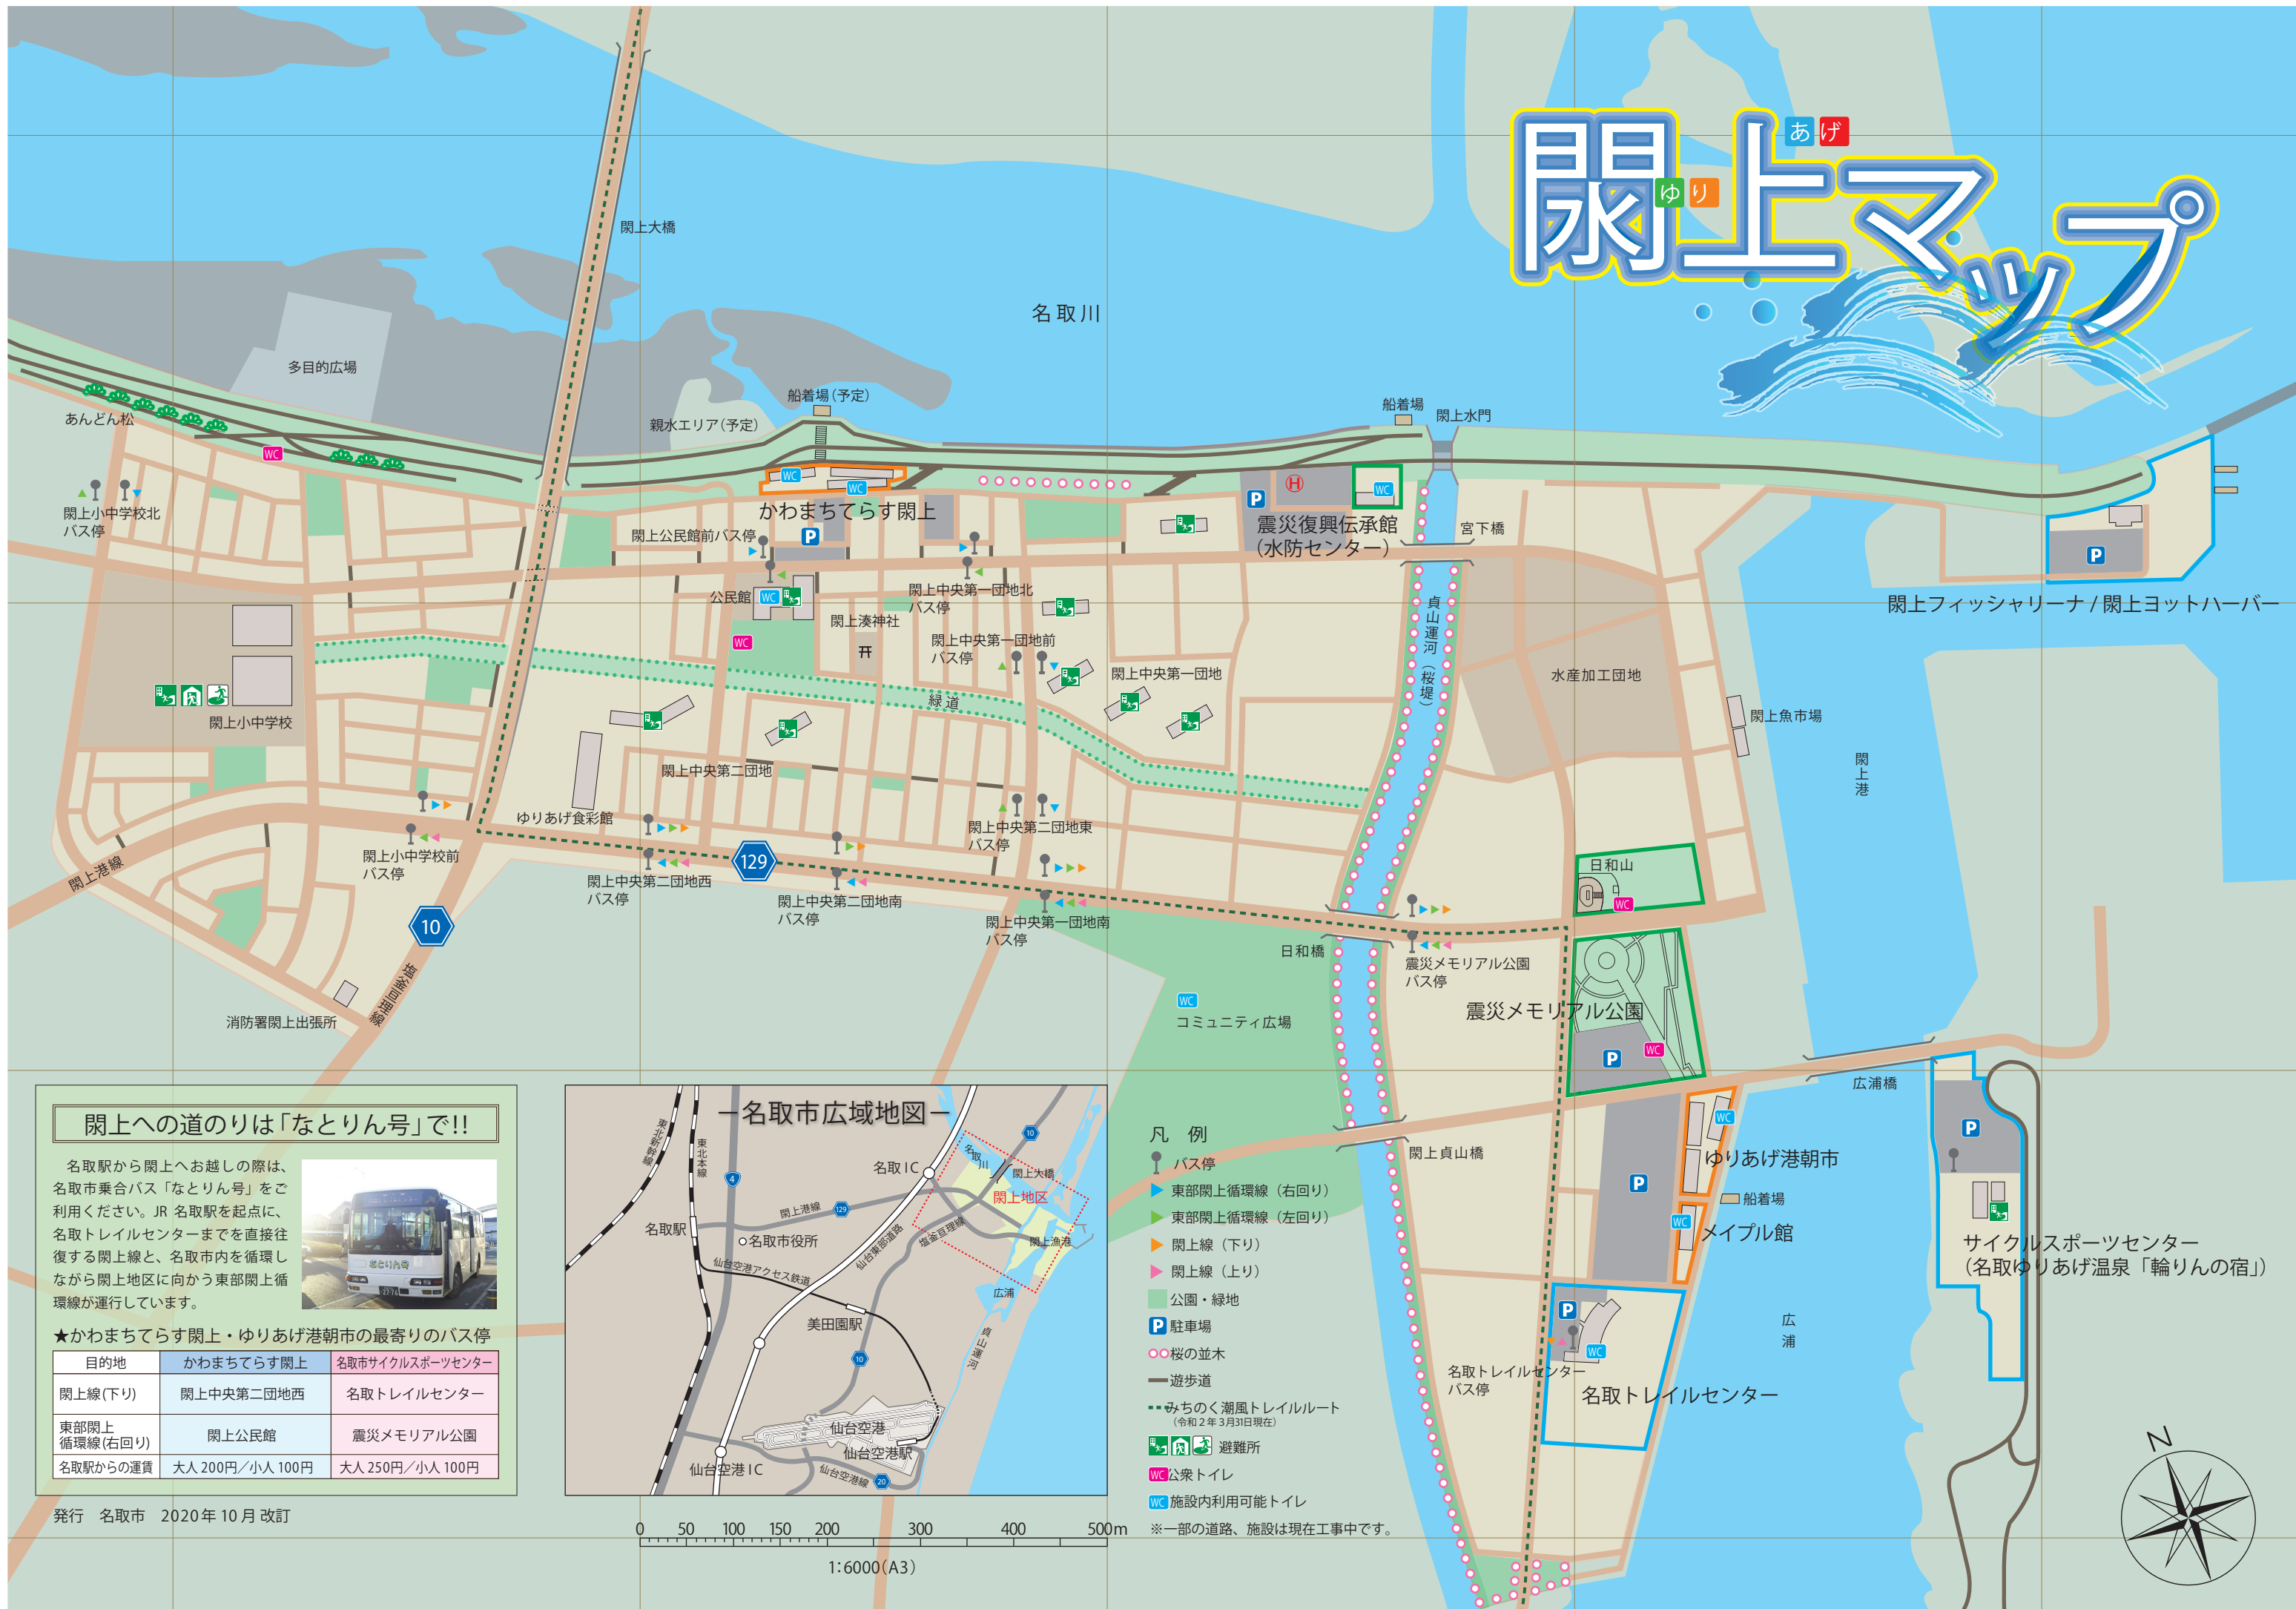 閖上マップ
ゆり
あげ
閖上大橋
名取川
多目的広場
あんどん松
船着場(予定)
親水エリア(予定)
船着場
閖上水門
WC
WC
WC
WC
P
H
閖上小中学校北
バス停
かわまちてらす閖上
閖上公民館前バス停
P
震災復興伝承館
(水防センター)
宮下橋
P
閖上フィッシャリーナ / 閖上ヨットハーバー
公民館
WC
WC
閖上湊神社
閖上中央第一団地北
バス停
閖上中央第一団地前
バス停
閖上中央第一団地
貞山運河(桜堤)
水産加工団地
閖上魚市場
閖上港
閖上小中学校
緑道
閖上中央第二団地
ゆりあげ食彩館
閖上中央第二団地東
バス停
閖上小中学校前
バス停
閖上港線
129
閖上中央第二団地西
バス停
閖上中央第二団地南
バス停
閖上中央第一団地南
バス停
10
塩釜亘理線
消防署閖上出張所
日和山
WC
日和橋
震災メモリアル公園
バス停
震災メモリアル公園
P
WC
WC
コミュニティ広場
広浦橋
閖上貞山橋
WC
ゆりあげ港朝市
P
船着場
WC
メイプル館
P
サイクルスポーツセンター
(名取ゆりあげ温泉「輪りんの宿」)
広浦
P
WC
名取トレイルセンター
バス停
名取トレイルセンター
N
閖上への道のりは「なとりん号」で!!
名取駅から閖上へお越しの際は、
名取市乗合バス「なとりん号」をご
利用ください。JR 名取駅を起点に、
名取トレイルセンターまでを直接往
復する閖上線と、名取市内を循環し
ながら閖上地区に向かう東部閖上循
環線が運行しています。
なとりん号
★かわまちてらす閖上・ゆりあげ港朝市の最寄りのバス停
目的地 かわまちてらす閖上 名取市サイクルスポーツセンター
閖上線(下り) 閖上中央第二団地西 名取トレイルセンター
東部閖上
循環線(右回り) 閖上公民館 震災メモリアル公園
名取駅からの運賃 大人 200円／小人 100円 大人 250円／小人 100円
発行 名取市 2020年 10月 改訂
－名取市広域地図－
東北新幹線
東北本線
4
名取IC
名取川
10
閖上大橋
閖上地区
閖上港線
129
名取駅
名取市役所
仙台東部道路
塩釜亘理線
閖上漁港
仙台空港アクセス鉄道
広浦
美田園駅
貞山運河
10
仙台空港
仙台空港駅
仙台空港IC
仙台空港線
20
0 50 100 150 200 300 400 500m
1:6000(A3)
凡 例
バス停
東部閖上循環線(右回り)
東部閖上循環線(左回り)
閖上線(下り)
閖上線(上り)
公園・緑地
P 駐車場
桜の並木
遊歩道
みちのく潮風トレイルルート
(令和2年3月31日現在)
避難所
WC 公衆トイレ
WC 施設内利用可能トイレ
※一部の道路、施設は現在工事中です。